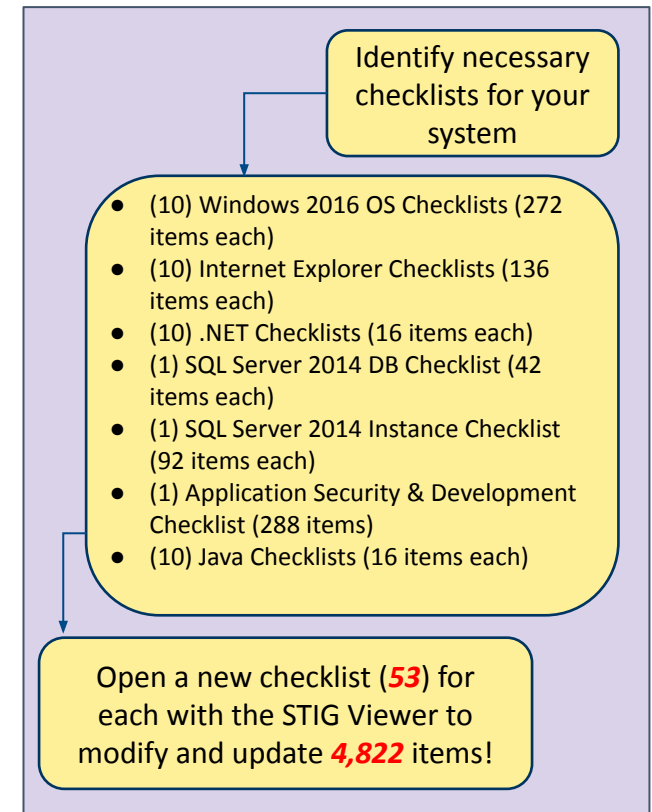 Identify necessary
checklists for your
system
● (10) Windows 2016 OS Checklists (272
items each)
● (10) Internet Explorer Checklists (136
items each)
● (10) .NET Checklists (16 items each)
● (1) SQL Server 2014 DB Checklist (42
items each)
● (1) SQL Server 2014 Instance Checklist
(92 items each)
● (1) Application Security & Development
Checklist (288 items)
● (10) Java Checklists (16 items each)
Open a new checklist (53) for
each with the STIG Viewer to
modify and update 4,822 items!